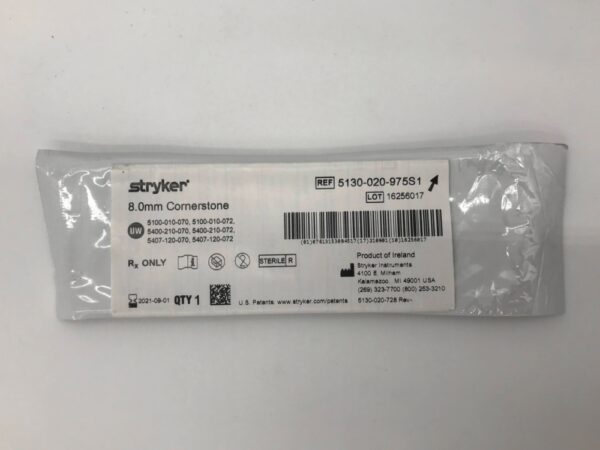 stryker®
REF 5130-020-975S1
LOT 16256017
8.0mm Cornerstone
UW
5100-010-070, 5100-010-072,
5400-210-070, 5400-210-072,
5407-120-070, 5407-120-072
Rx ONLY
STERILE R
Product of Ireland
Stryker Instruments
4100 E. Milham
Kalamazoo, MI 49001 USA
(269) 323-7700 (800) 253-3210
2021-09-01 QTY 1
U.S. Patents: www.stryker.com/patents
5130-020-728 Rev-